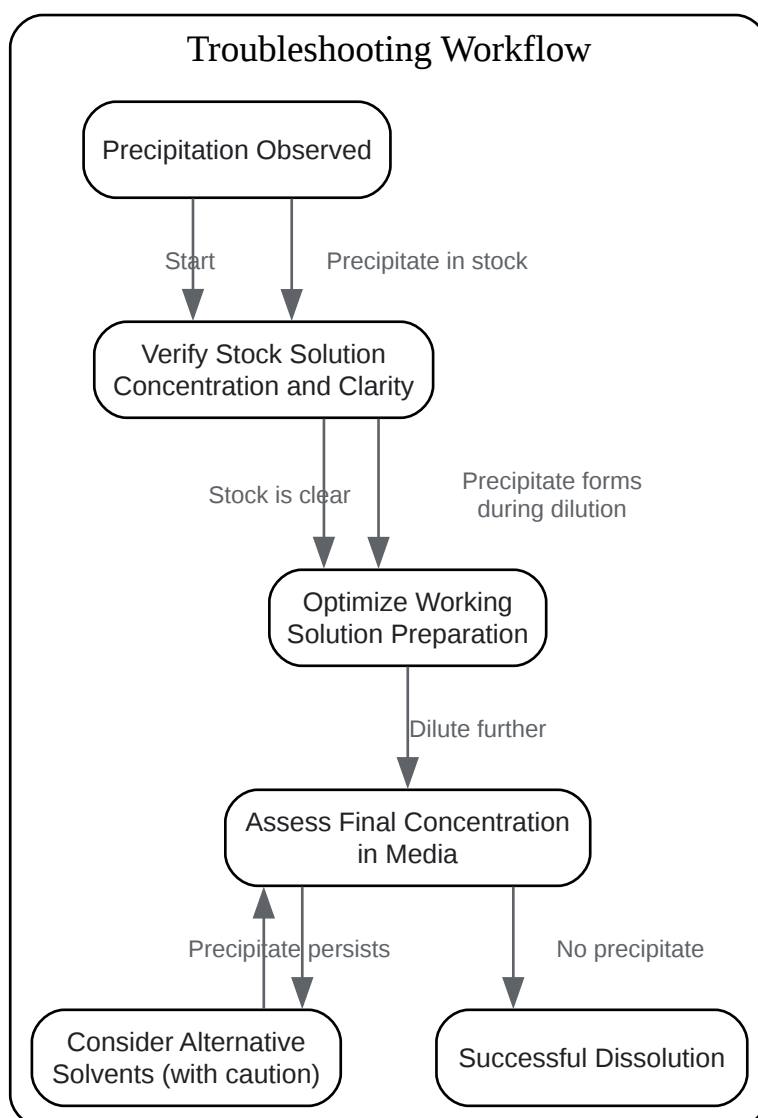 Troubleshooting Workflow
Precipitation Observed
Start
Precipitate in stock
Verify Stock Solution
Concentration and Clarity
Stock is clear
Precipitate forms
during dilution
Optimize Working
Solution Preparation
Dilute further
Assess Final Concentration
in Media
Precipitate persists
No precipitate
Consider Alternative
Solvents (with caution)
Successful Dissolution